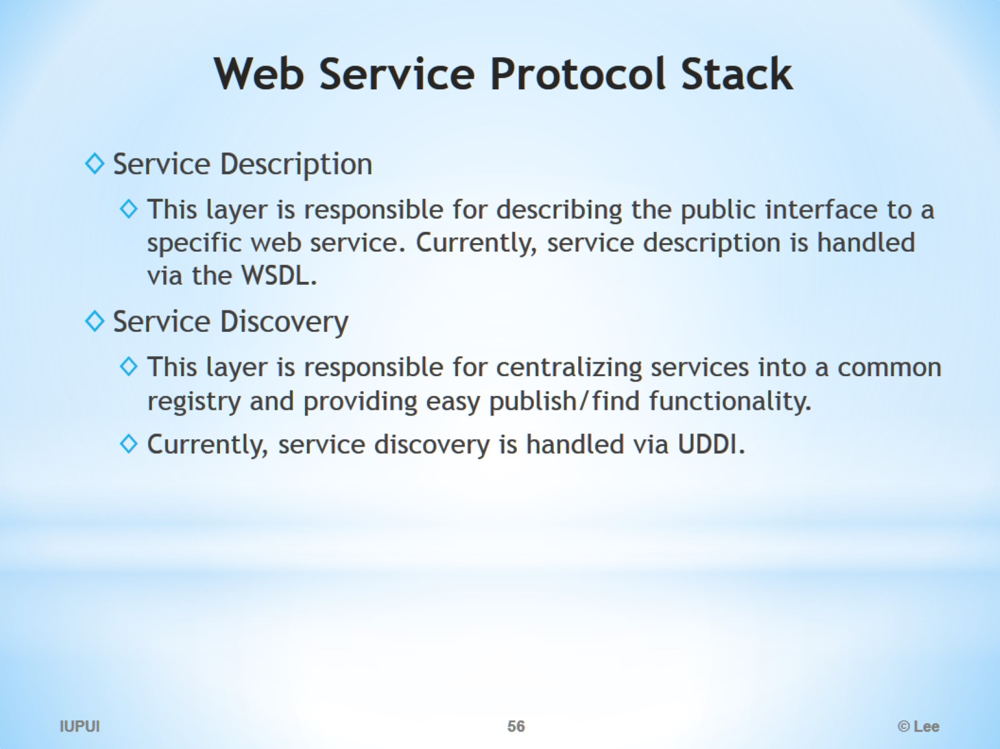 Web Service Protocol Stack
Service Description
This layer is responsible for describing the public interface to a
specific web service. Currently, service description is handled
via the WSDL.
Service Discovery
This layer is responsible for centralizing services into a common
registry and providing easy publish/find functionality.
Currently, service discovery is handled via UDDI.
IUPUI
56
© Lee